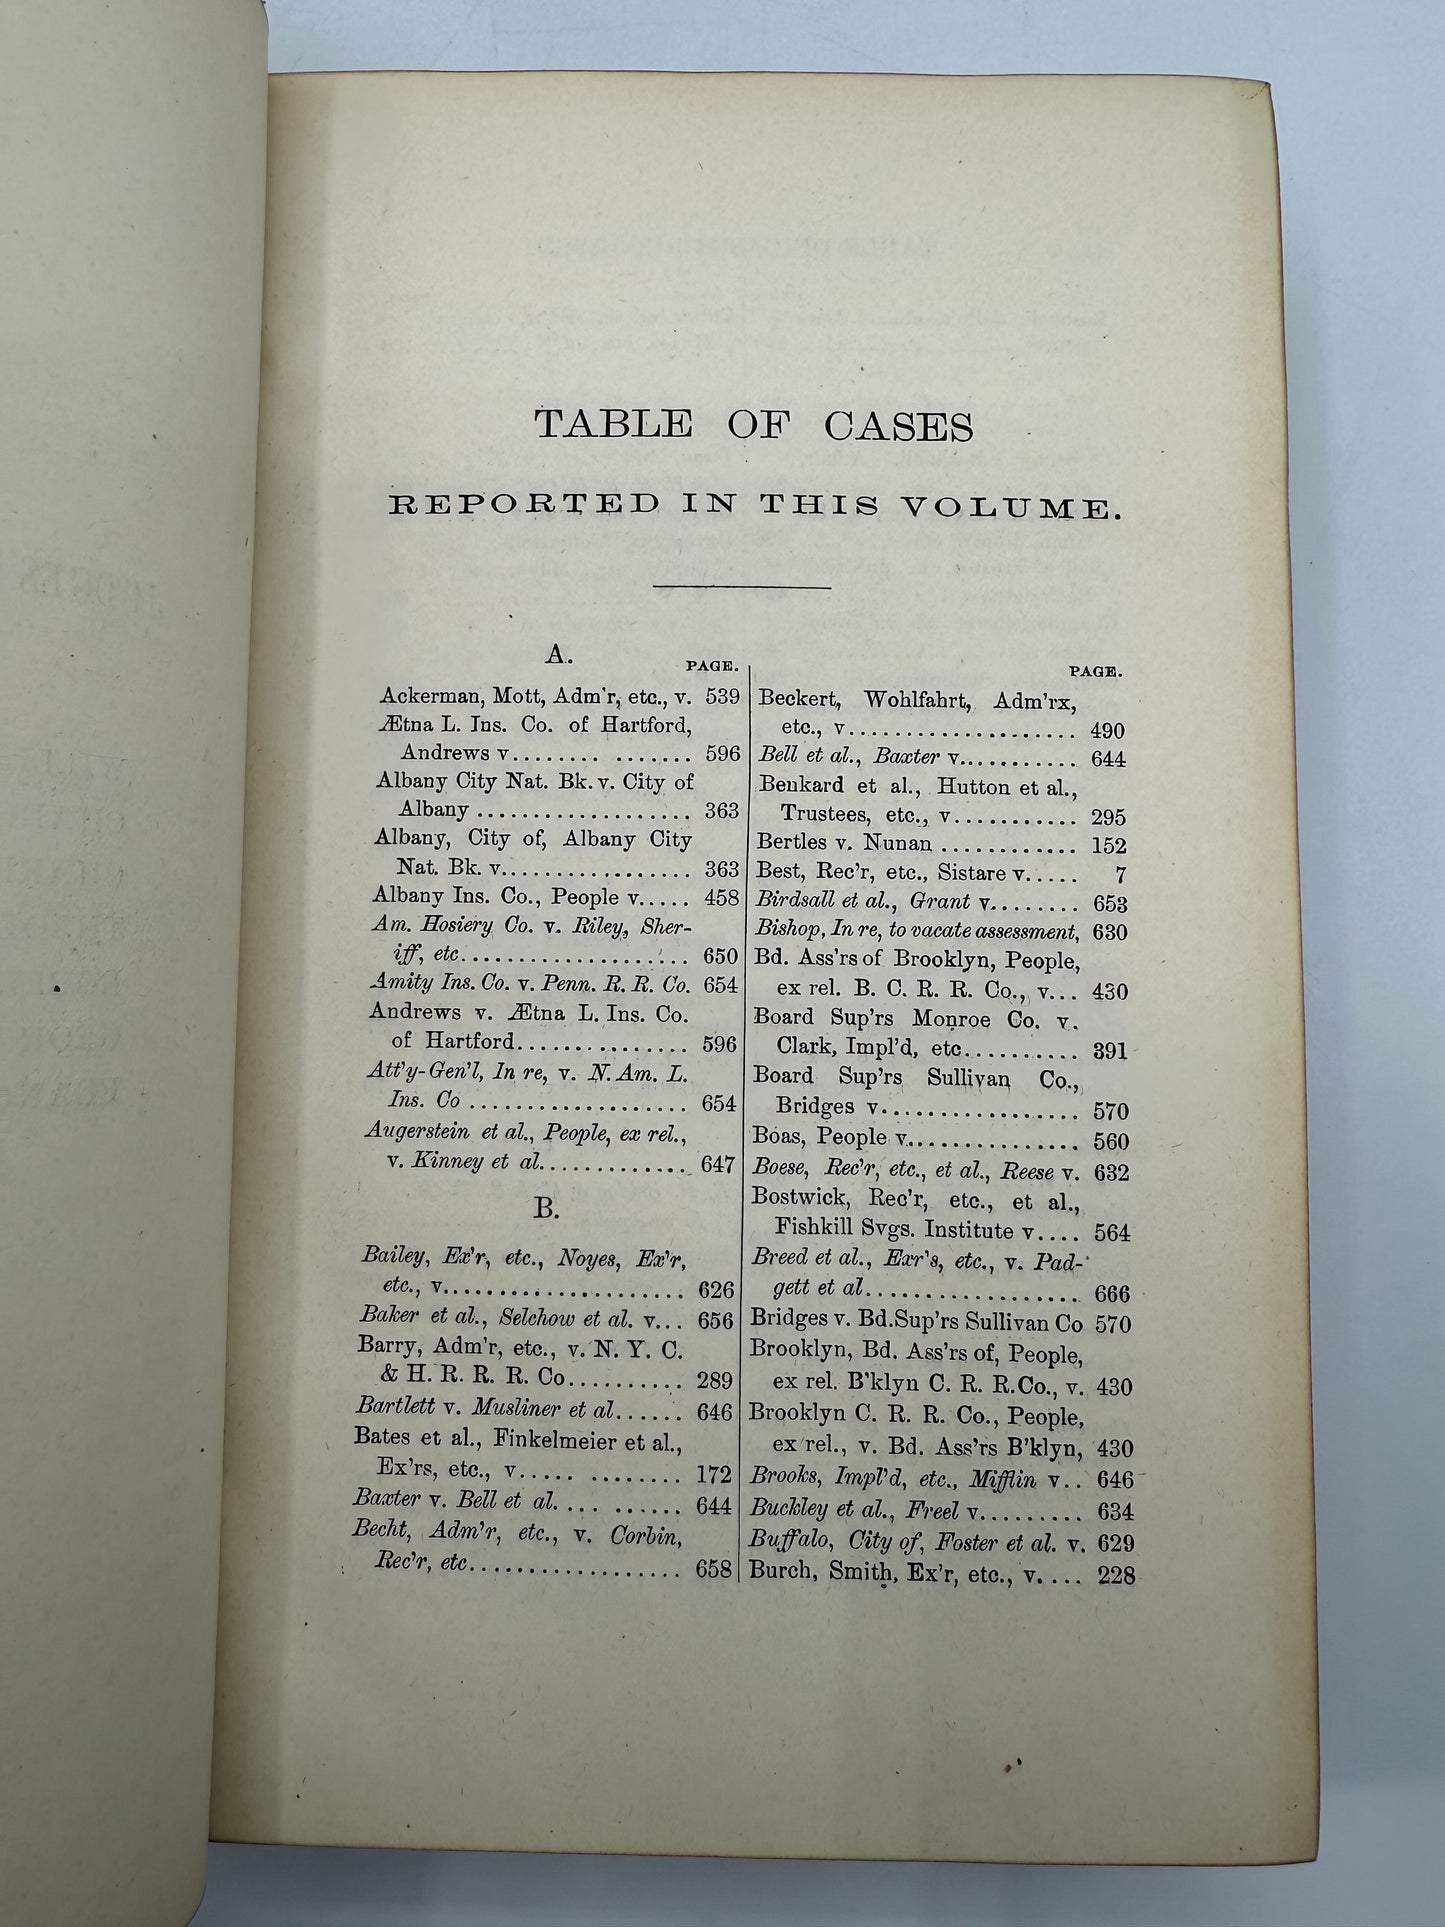 TABLE OF CASES
REPORTED IN THIS VOLUME.
A.
PAGE.
Ackerman, Mott, Adm'r, etc., v. 539
Ætna L. Ins. Co. of Hartford,
Andrews v........ ....... 596
Albany City Nat. Bk. v. City of
Albany ................... 363
Albany, City of, Albany City
Nat. Bk. v................. 363
Albany Ins. Co., People v..... 458
Am. Hosiery Co. v. Riley, Sher-
iff, etc.................... 650
Amity Ins. Co. v. Penn. R. R. Co. 654
Andrews v. Ætna L. Ins. Co.
of Hartford............... 596
Att'y-Gen'l, In re, v. N. Am. L.
Ins. Co ................... 654
Augerstein et al., People, ex rel.,
v. Kinney et al............. 647
B.
Bailey, Ex'r, etc., Noyes, Ex'r,
etc., v..................... 626
Baker et al., Selchow et al. v... 656
Barry, Adm'r, etc., v. N. Y. C.
& H. R. R. R. Co.......... 289
Bartlett v. Musliner et al...... 646
Bates et al., Finkelmeier et al.,
Ex'rs, etc., v..... ........ 172
Baxter v. Bell et al. ... ...... 644
Becht, Adm'r, etc., v. Corbin,
Rec'r, etc................... 658
PAGE.
Beckert, Wohlfahrt, Adm'rx,
etc., v.................... 490
Bell et al., Baxter v........... 644
Benkard et al., Hutton et al.,
Trustees, etc., v........... 295
Bertles v. Nunan ............ 152
Best, Rec'r, etc., Sistare v..... 7
Birdsall et al., Grant v........ 653
Bishop, In re, to vacate assessment, 630
Bd. Ass'rs of Brooklyn, People,
ex rel. B. C. R. R. Co., v... 430
Board Sup'rs Monroe Co. v.
Clark, Impl'd, etc.......... 391
Board Sup'rs Sullivan Co.,
Bridges v.................. 570
Boas, People v............... 560
Boese, Rec'r, etc., et al., Reese v. 632
Bostwick, Rec'r, etc., et al.,
Fishkill Svgs. Institute v.... 564
Breed et al., Exr's, etc., v. Pad-
gett et al................... 666
Bridges v. Bd. Sup'rs Sullivan Co 570
Brooklyn, Bd. Ass'rs of, People,
ex rel. B'klyn C. R. R. Co., v. 430
Brooklyn C. R. R. Co., People,
ex rel., v. Bd. Ass'rs B'klyn, 430
Brooks, Impl'd, etc., Mifflin v.. 646
Buckley et al., Freel v......... 634
Buffalo, City of, Foster et al. v. 629
Burch, Smith, Ex'r, etc., v.... 228